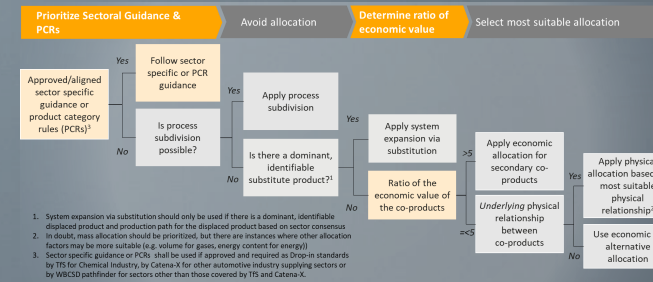 Prioritize Sectoral Guidance &
PCRs
Avoid allocation
Determine ratio of
economic value
Select most suitable allocation
Approved/aligned
sector specific
guidance or
product category
rules (PCRs)3
Yes
No
Follow sector
specific or PCR
guidance
Is process
subdivision
possible?
Yes
No
Apply process
subdivision
Is there a dominant,
identifiable
substitute product?1
Yes
No
Apply system
expansion via
substitution
Ratio of the
economic value of
the co-products
>5
=<5
Apply economic
allocation for
secondary co-
products
Underlying physical
relationship
between
co-products
Yes
No
Apply physical
allocation based
most suitable
physical
relationship2
Use economic
alternative
allocation
1. System expansion via substitution should only be used if there is a dominant, identifiable
displaced product and production path for the displaced product based on sector consensus
2. In doubt, mass allocation should be prioritized, but there are instances where other allocation
factors may be more suitable (e.g. volume for gases, energy content for energy))
3. Sector specific guidance or PCRs shall be used if approved and required as Drop-in standards
by TfS for Chemical Industry, by Catena-X for other automotive industry supplying sectors or
by WBCSD pathfinder for sectors other than those covered by TfS and Catena-X.